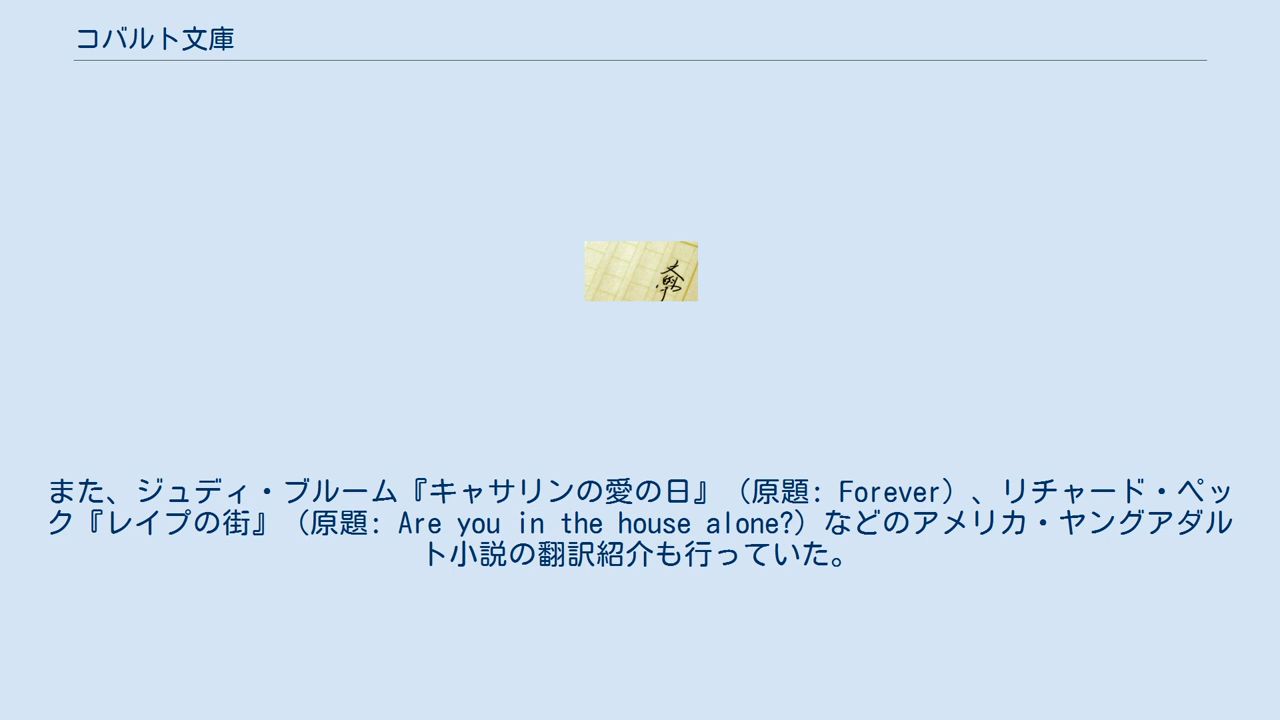 コバルト文庫
また、ジュディ・ブルーム『キャサリンの愛の日』（原題: Forever）、リチャード・ペッ
ク『レイプの街』（原題: Are you in the house alone?）などのアメリカ・ヤングアダル
ト小説の翻訳紹介も行っていた。